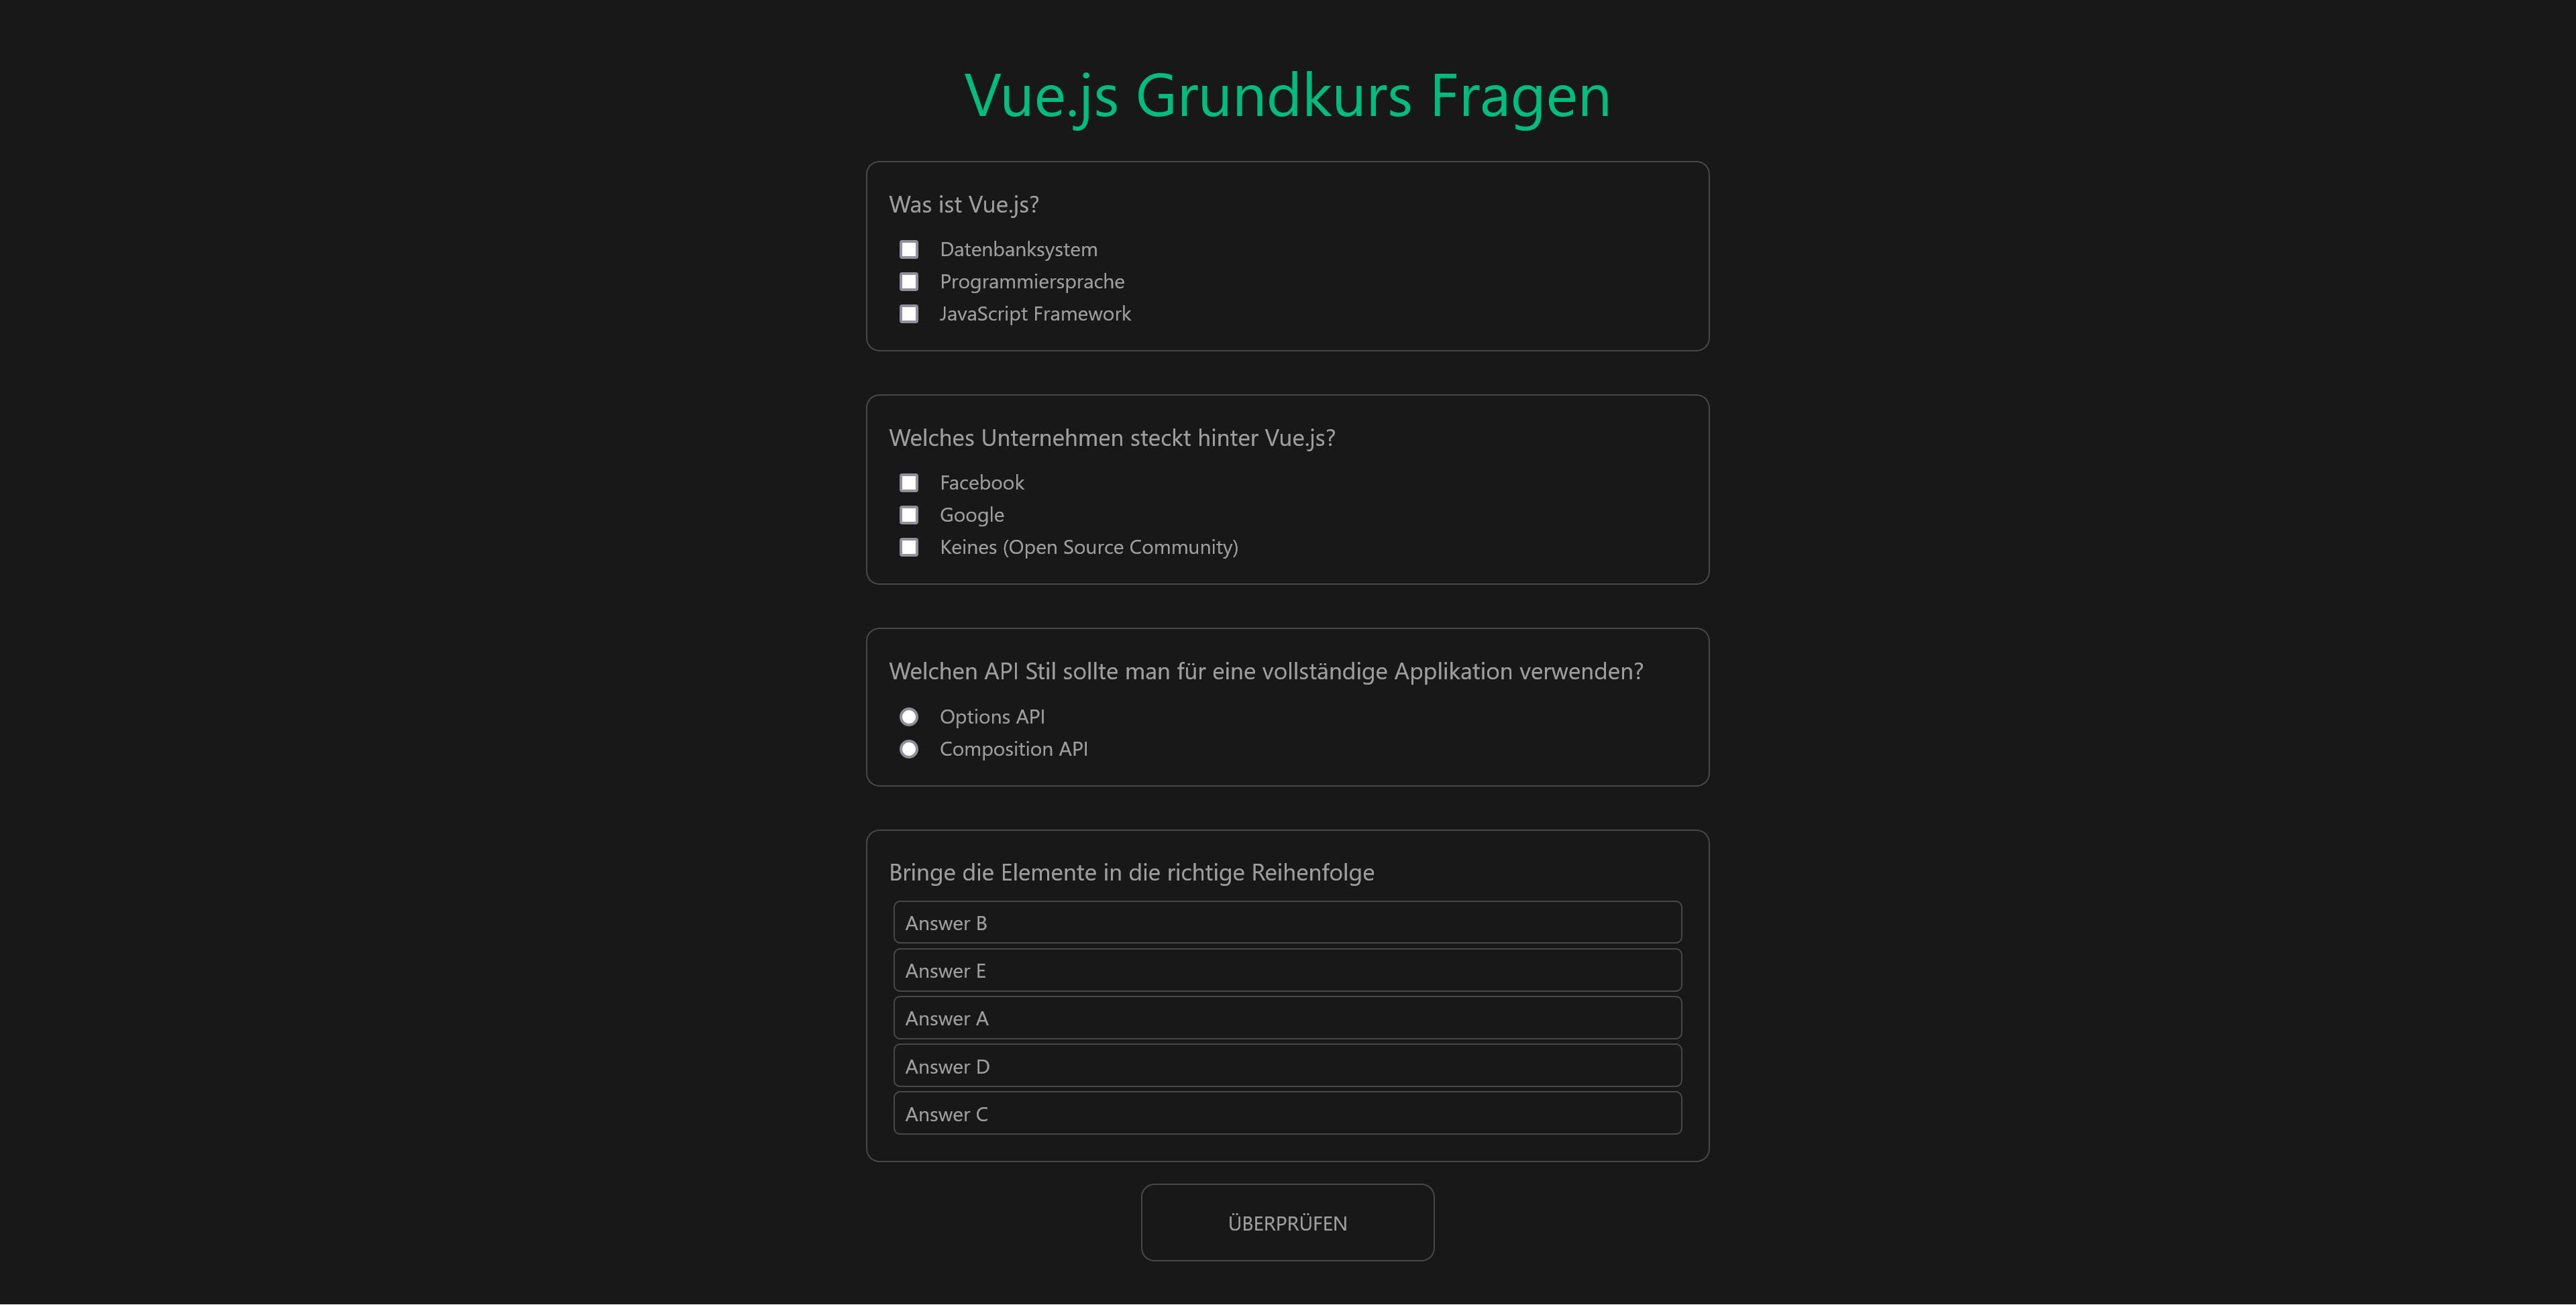 Vue.js Grundkurs Fragen
Was ist Vue.js?
Datenbanksystem
Programmiersprache
JavaScript Framework
Welches Unternehmen steckt hinter Vue.js?
Facebook
Google
Keines (Open Source Community)
Welchen API Stil sollte man für eine vollständige Applikation verwenden?
Options API
Composition API
Bringe die Elemente in die richtige Reihenfolge
Answer B
Answer E
Answer A
Answer D
Answer C
ÜBERPRÜFEN